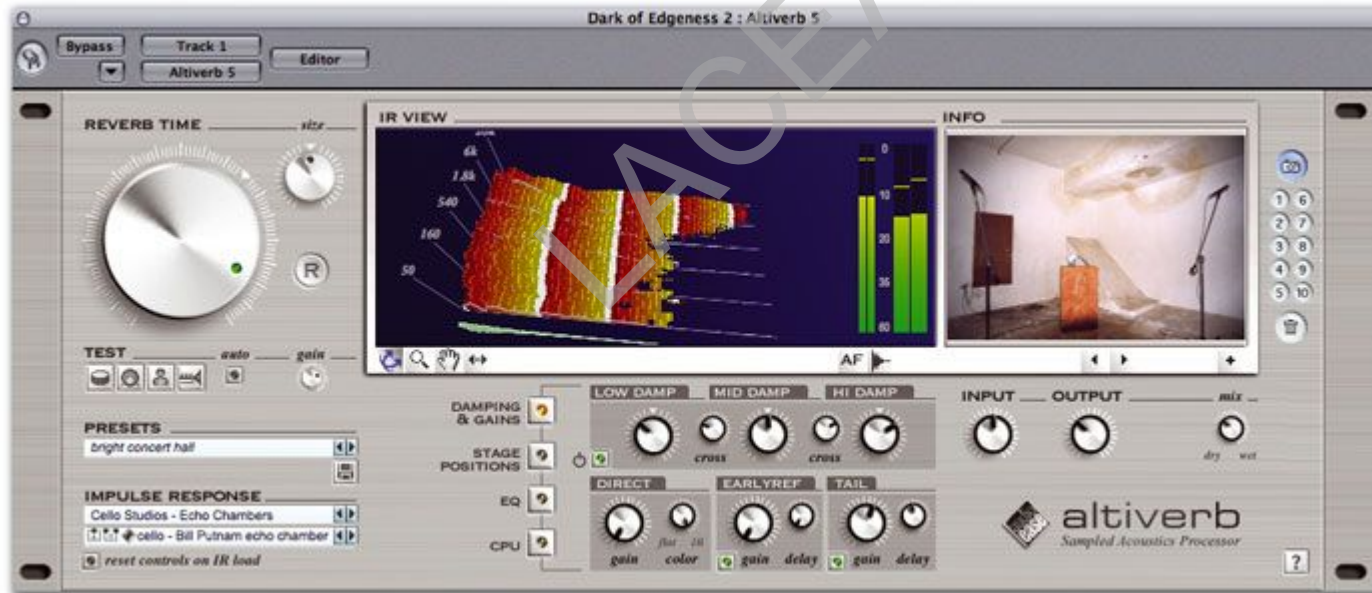 Dark of Edgeness 2 : Altiverb 5
Bypass
Track 1
Altiverb 5
Editor
REVERB TIME
size
R
TEST
auto
gain
PRESETS
bright concert hall
IMPULSE RESPONSE
Cello Studios - Echo Chambers
cello - Bill Putnam echo chamber
reset controls on IR load
IR VIEW
6k
1.8k
540
160
50
0
10
20
35
60
AF
INFO
1 6
2 7
3 8
4 9
5 10
DAMPING & GAINS
STAGE POSITIONS
EQ
CPU
LOW DAMP
MID DAMP
HI DAMP
cross
cross
DIRECT
EARLYREF
TAIL
flat
IR
gain
color
gain
delay
gain
delay
INPUT
OUTPUT
mix
dry
wet
altiverb
Sampled Acoustics Processor
?
LACEA